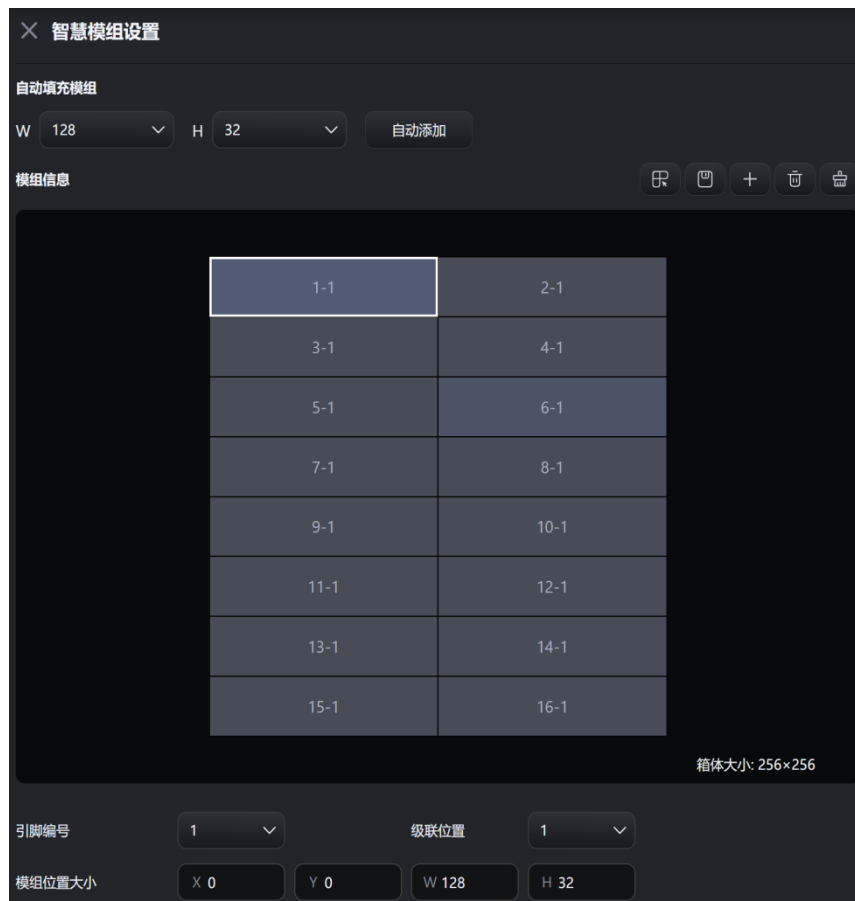 智慧模组设置
自动填充模组
W 128 H 32 自动添加
模组信息
1-1 2-1
3-1 4-1
5-1 6-1
7-1 8-1
9-1 10-1
11-1 12-1
13-1 14-1
15-1 16-1
箱体大小: 256×256
引脚编号 1 级联位置 1
模组位置大小 X 0 Y 0 W 128 H 32